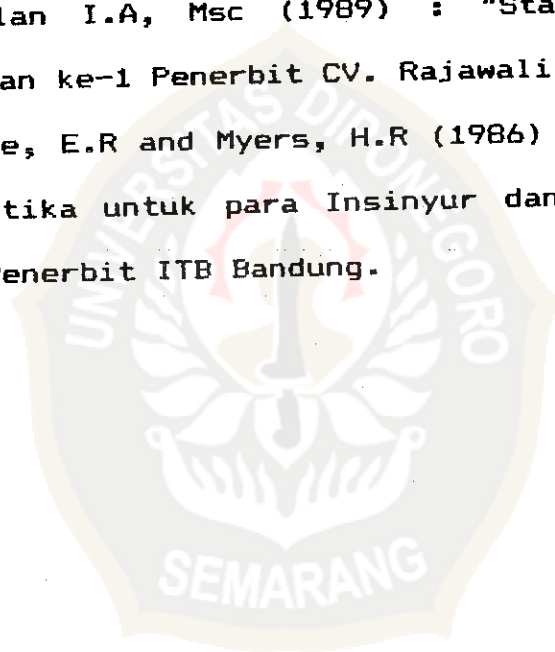 lan I.A, Msc (1989) : "Sta
an ke-1 Penerbit CV. Rajawali
e, E.R and Myers, H.R (1986)
tika untuk para Insinyur dan
enerbit ITB Bandung.
UNIVERSITAS DIPONEGORO
SEMARANG